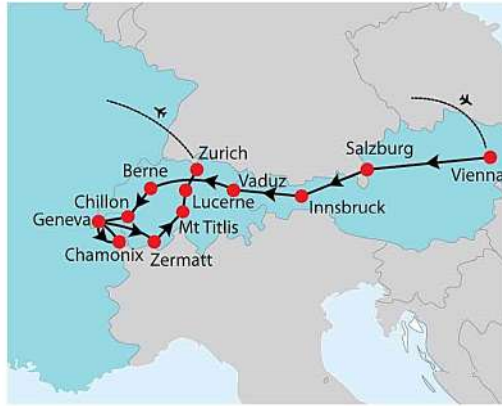 Zurich
Salzburg
Berne
Vaduz
Vienna
Chillon
Lucerne
Innsbruck
Geneva
Mt Titlis
Chamonix
Zermatt